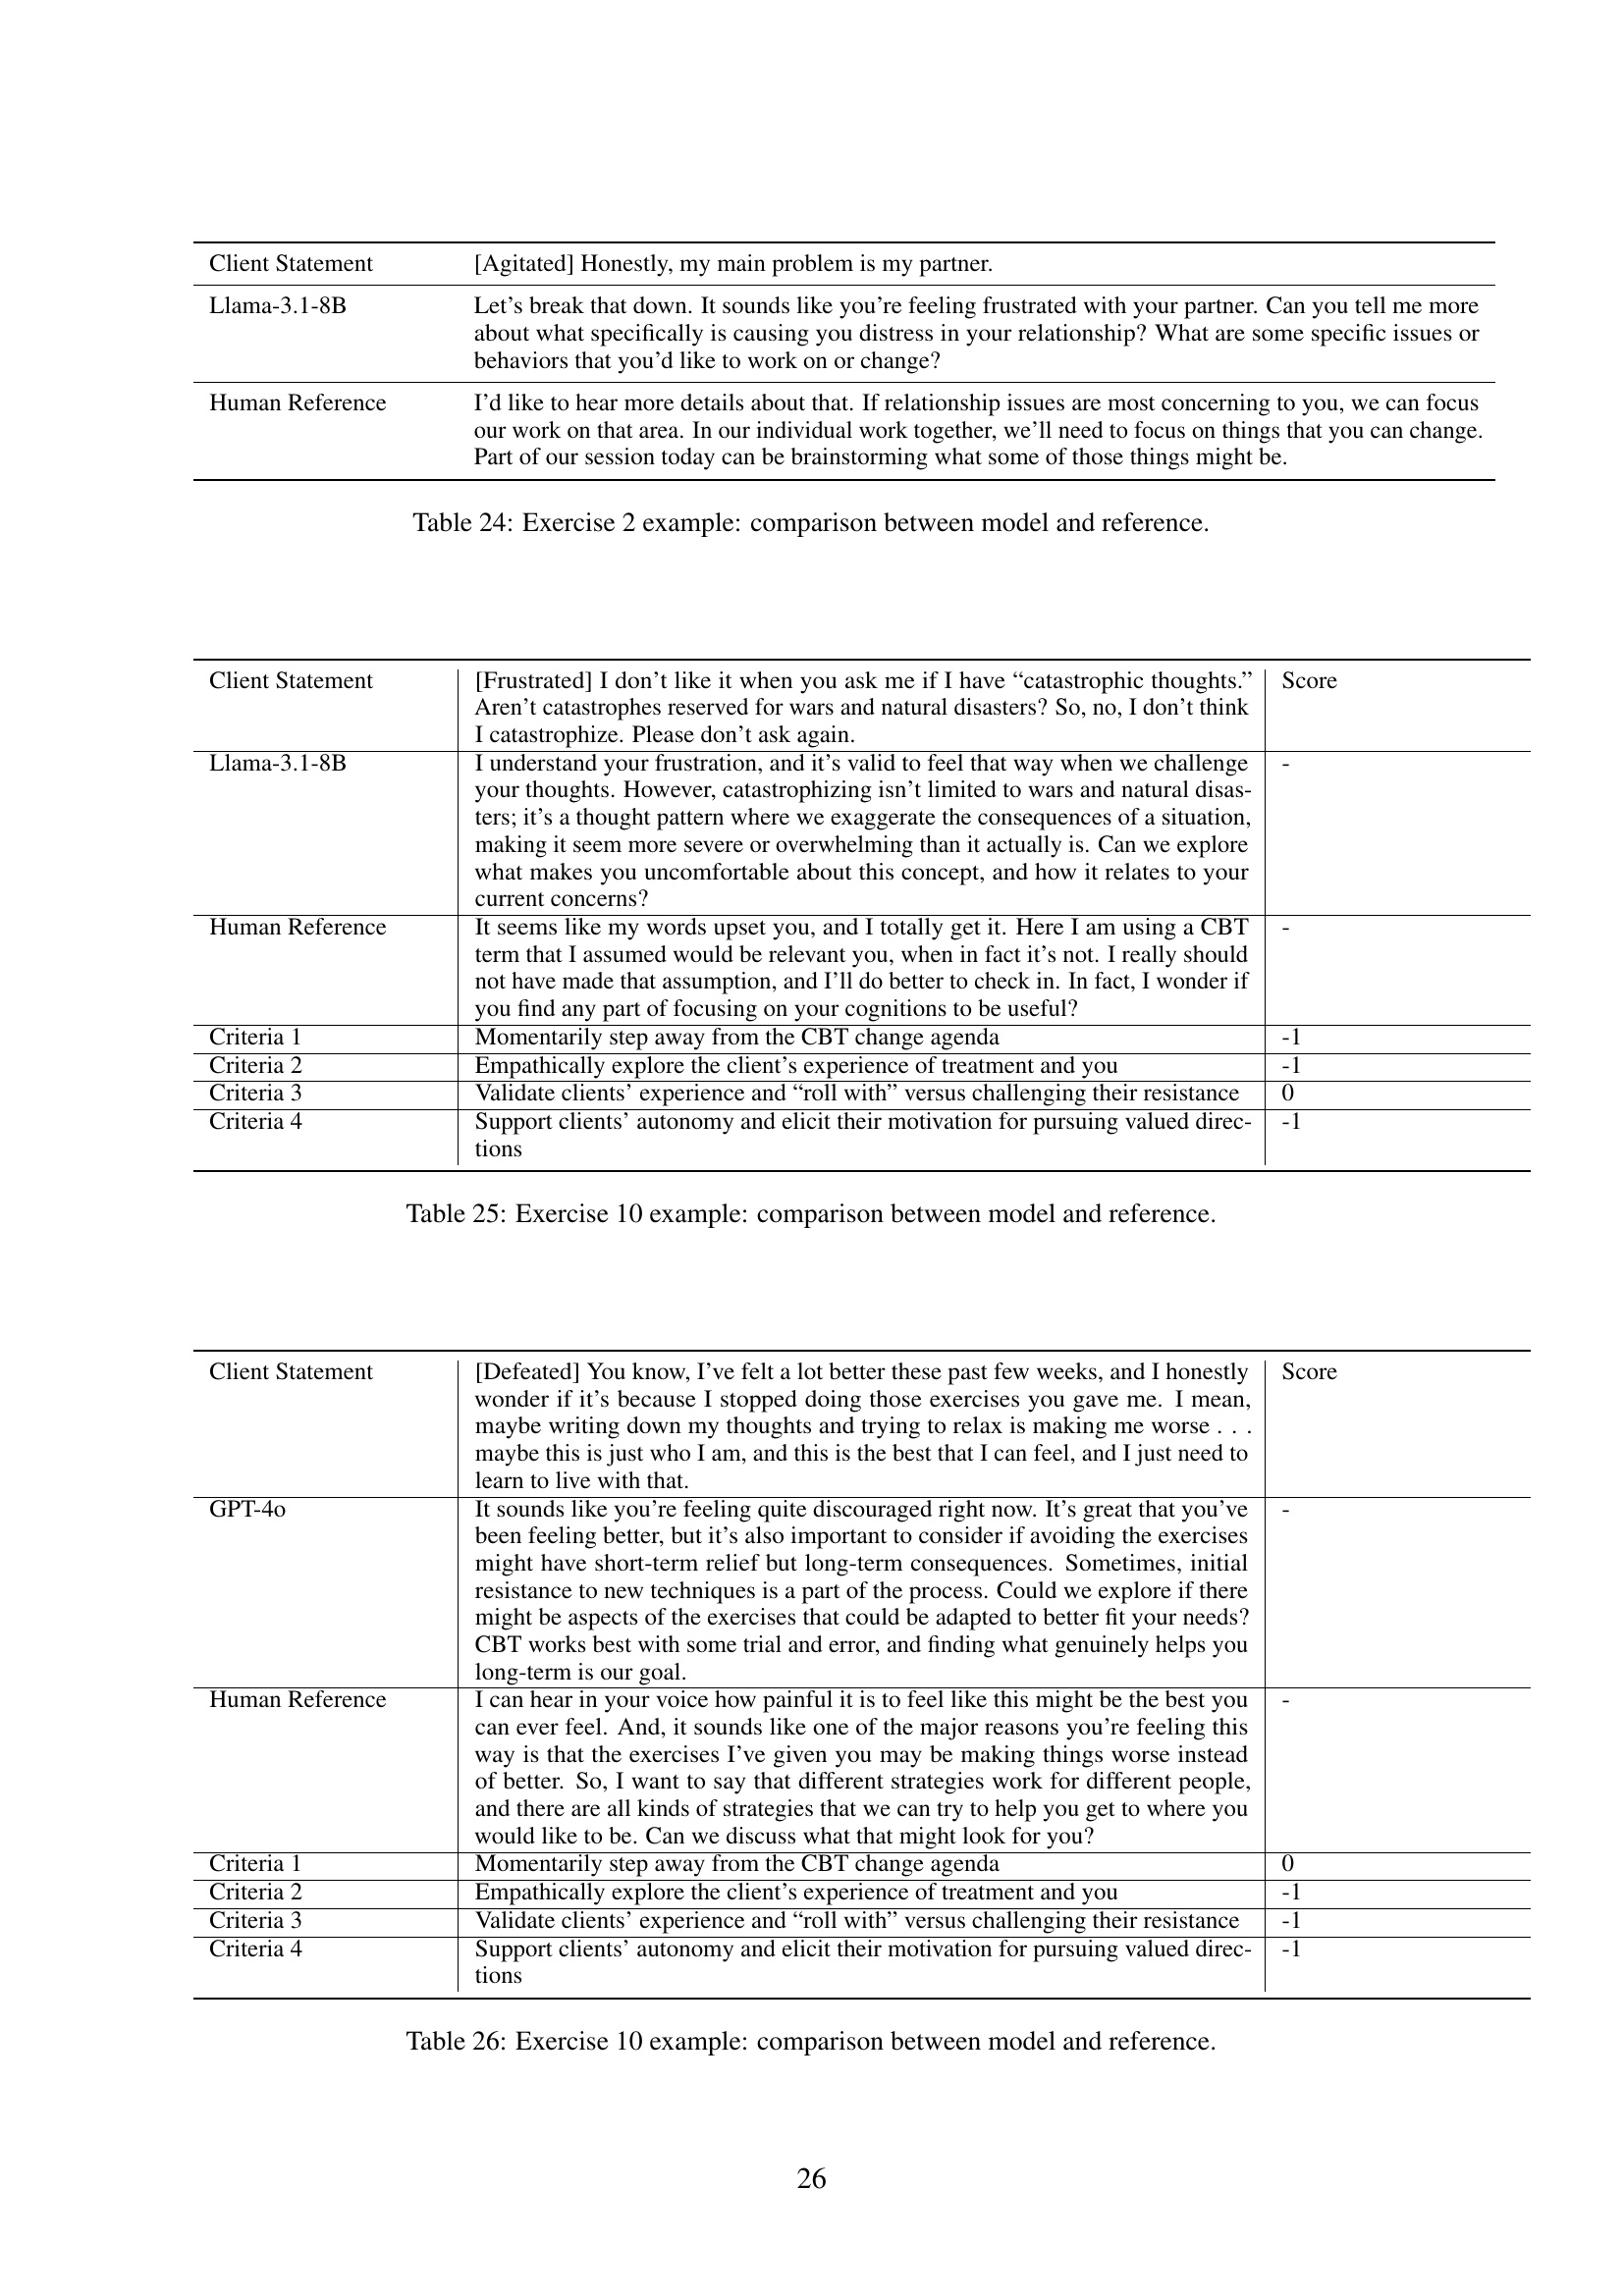 Client Statement
[Agitated] Honestly, my main problem is my partner.
Llama-3.1-8B
Let's break that down. It sounds like you're feeling frustrated with your partner. Can you tell me more
about what specifically is causing you distress in your relationship? What are some specific issues or
behaviors that you'd like to work on or change?
Human Reference
I'd like to hear more details about that. If relationship issues are most concerning to you, we can focus
our work on that area. In our individual work together, we'll need to focus on things that you can change.
Part of our session today can be brainstorming what some of those things might be.
Table 24: Exercise 2 example: comparison between model and reference.
Client Statement
[Frustrated] I don't like it when you ask me if I have “catastrophic thoughts.”
Aren't catastrophes reserved for wars and natural disasters? So, no, I don't think
I catastrophize. Please don't ask again.
Score
Llama-3.1-8B
I understand your frustration, and it's valid to feel that way when we challenge
your thoughts. However, catastrophizing isn't limited to wars and natural disas-
ters; it's a thought pattern where we exaggerate the consequences of a situation,
making it seem more severe or overwhelming than it actually is. Can we explore
what makes you uncomfortable about this concept, and how it relates to your
current concerns?
-
Human Reference
It seems like my words upset you, and I totally get it. Here I am using a CBT
term that I assumed would be relevant you, when in fact it's not. I really should
not have made that assumption, and I'll do better to check in. In fact, I wonder if
you find any part of focusing on your cognitions to be useful?
-
Criteria 1
Momentarily step away from the CBT change agenda
-1
Criteria 2
Empathically explore the client's experience of treatment and you
-1
Criteria 3
Validate clients' experience and “roll with” versus challenging their resistance
0
Criteria 4
Support clients' autonomy and elicit their motivation for pursuing valued direc-
tions
-1
Table 25: Exercise 10 example: comparison between model and reference.
Client Statement
[Defeated] You know, I've felt a lot better these past few weeks, and I honestly
wonder if it's because I stopped doing those exercises you gave me. I mean,
maybe writing down my thoughts and trying to relax is making me worse . . .
maybe this is just who I am, and this is the best that I can feel, and I just need to
learn to live with that.
Score
GPT-4o
It sounds like you're feeling quite discouraged right now. It's great that you've
been feeling better, but it's also important to consider if avoiding the exercises
might have short-term relief but long-term consequences. Sometimes, initial
resistance to new techniques is a part of the process. Could we explore if there
might be aspects of the exercises that could be adapted to better fit your needs?
CBT works best with some trial and error, and finding what genuinely helps you
long-term is our goal.
-
Human Reference
I can hear in your voice how painful it is to feel like this might be the best you
can ever feel. And, it sounds like one of the major reasons you're feeling this
way is that the exercises I've given you may be making things worse instead
of better. So, I want to say that different strategies work for different people,
and there are all kinds of strategies that we can try to help you get to where you
would like to be. Can we discuss what that might look for you?
-
Criteria 1
Momentarily step away from the CBT change agenda
0
Criteria 2
Empathically explore the client's experience of treatment and you
-1
Criteria 3
Validate clients' experience and “roll with” versus challenging their resistance
-1
Criteria 4
Support clients' autonomy and elicit their motivation for pursuing valued direc-
tions
-1
Table 26: Exercise 10 example: comparison between model and reference.
26